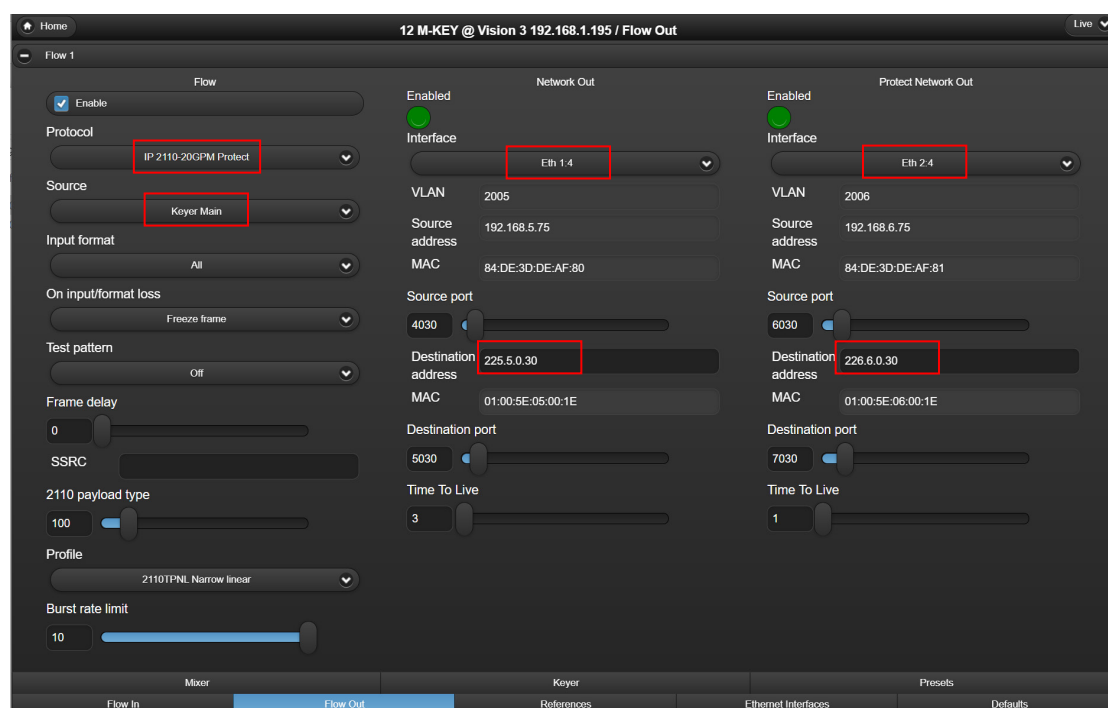 Home
12 M-KEY @ Vision 3 192.168.1.195 / Flow Out
Live
Flow 1
Flow
Enable
Protocol
IP 2110-20GPM Protect
Source
Keyer Main
Input format
All
On input/format loss
Freeze frame
Test pattern
Off
Frame delay
0
SSRC
2110 payload type
100
Profile
2110TPNL Narrow linear
Burst rate limit
10
Network Out
Enabled
Interface
Eth 1:4
VLAN
2005
Source address
192.168.5.75
MAC
84:DE:3D:DE:AF:80
Source port
4030
Destination address
225.5.0.30
MAC
01:00:5E:05:00:1E
Destination port
5030
Time To Live
3
Protect Network Out
Enabled
Interface
Eth 2:4
VLAN
2006
Source address
192.168.6.75
MAC
84:DE:3D:DE:AF:81
Source port
6030
Destination address
226.6.0.30
MAC
01:00:5E:06:00:1E
Destination port
7030
Time To Live
1
Mixer
Keyer
Presets
Flow In
Flow Out
References
Ethernet Interfaces
Defaults